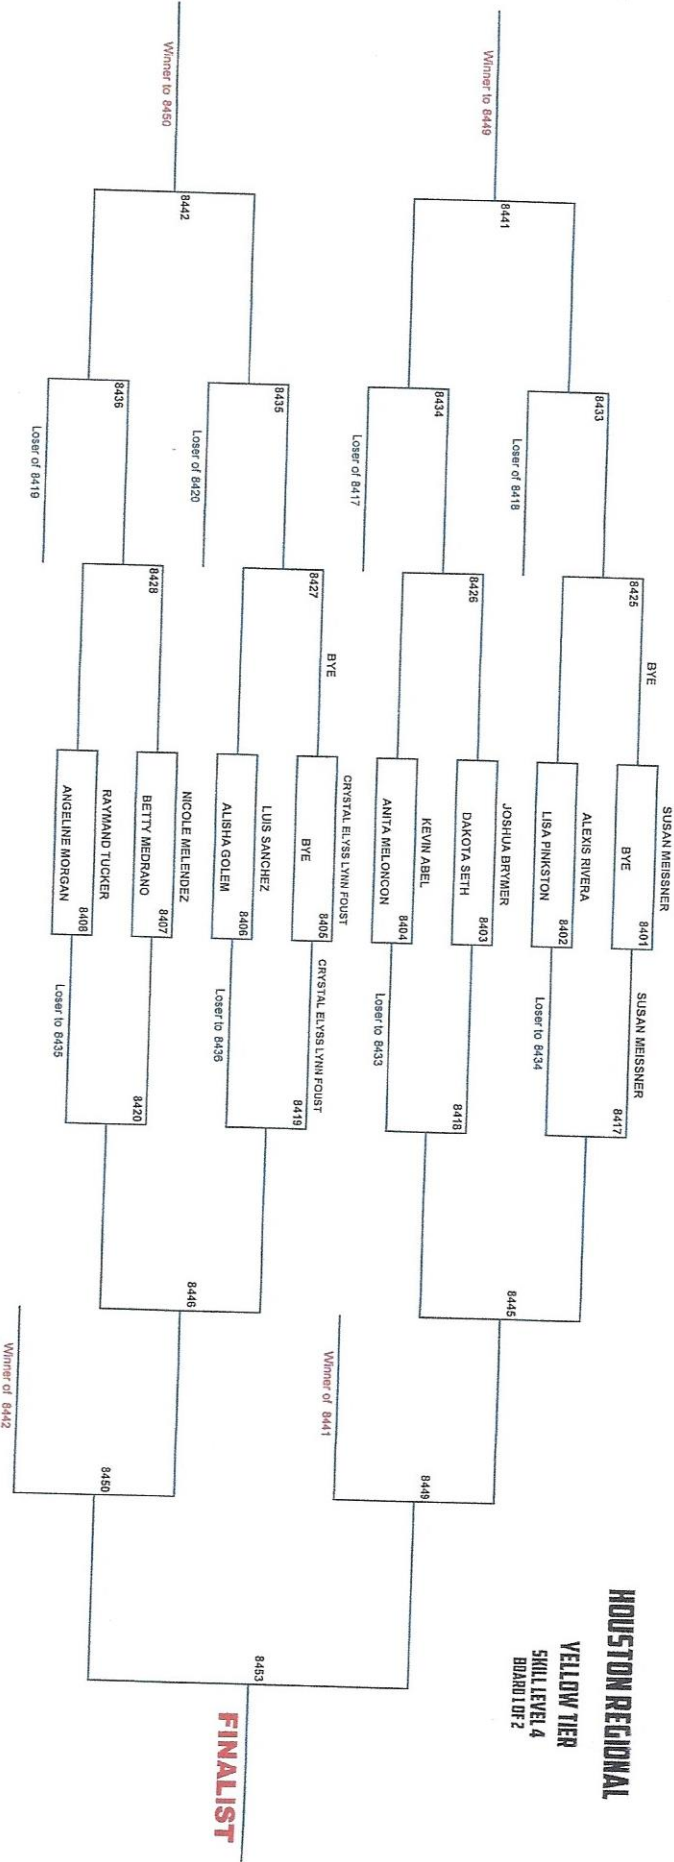 HOUSTON REGIONAL
YELLOW TIER
SKILL LEVEL 4
BOARD 1 OF 2
SUSAN MEISSNER
BYE
8401
SUSAN MEISSNER
BYE
8425
8417
ALEXIS RIVERA
LISA PINKSTON
8402
Loser to 8434
8433
Loser of 8418
8441
Winner to 8449
8445
JOSHUA BRYMER
DAKOTA SETH
8403
8426
8418
KEVIN ABEL
ANITA MELONCON
8404
Loser to 8433
8434
Loser of 8417
8449
Winner of 8441
CRYSTAL ELYSS LYNN FOUST
BYE
8405
CRYSTAL ELYSS LYNN FOUST
BYE
8427
8419
LUIS SANCHEZ
ALISHA GOLEM
8406
Loser to 8436
8435
Loser of 8420
8453
FINALIST
8442
Winner to 8450
8446
NICOLE MELENDEZ
BETTY MEDRANO
8407
8428
8420
RAYMAND TUCKER
ANGELINE MORGAN
8408
Loser to 8435
8436
Loser of 8419
8450
Winner of 8442